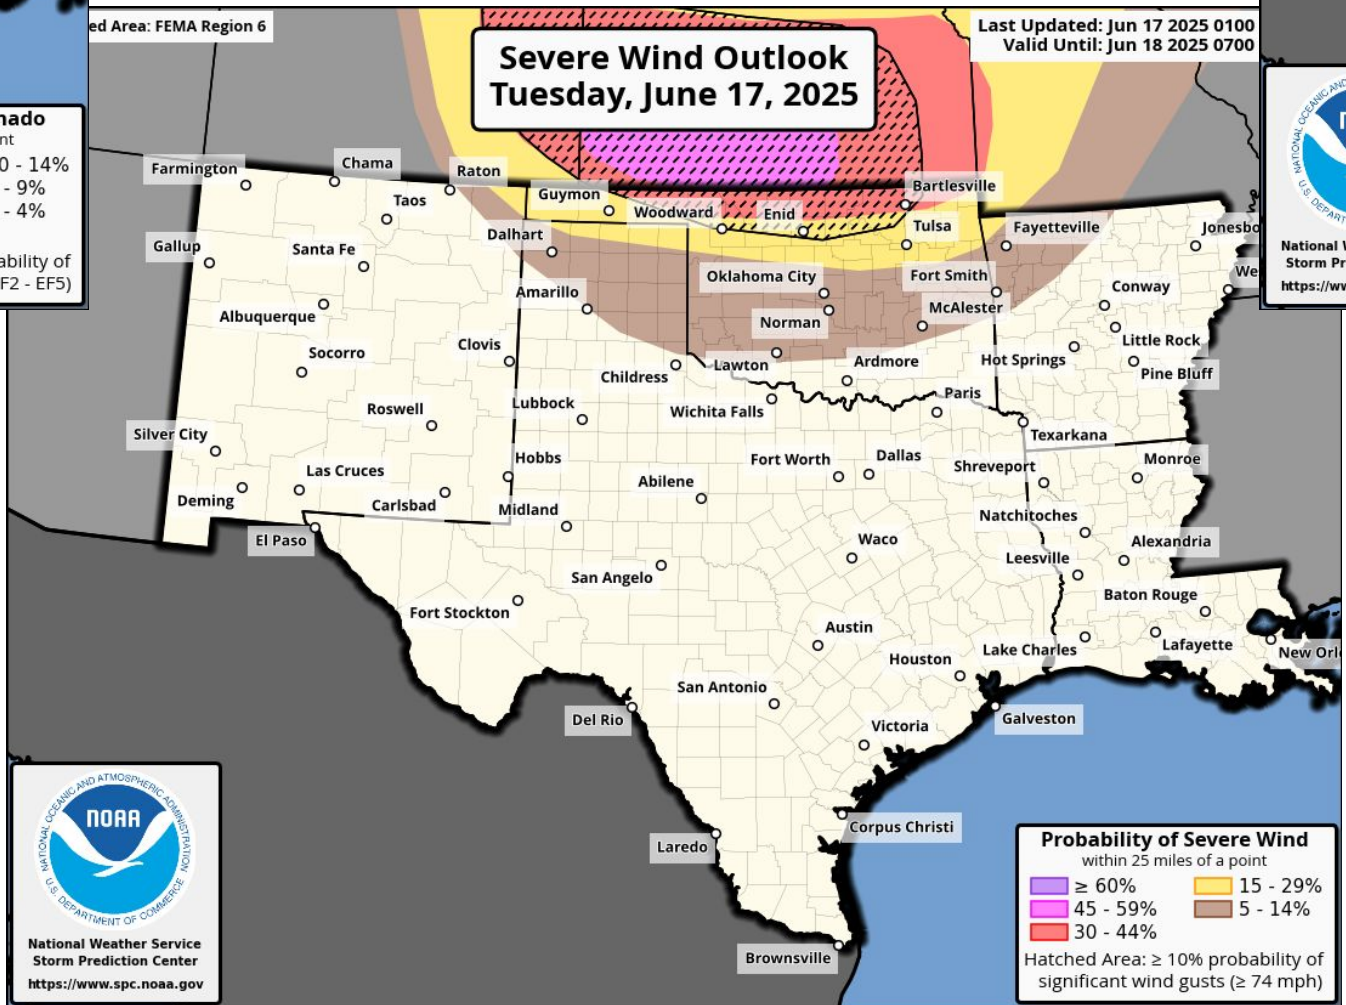 ed Area: FEMA Region 6
Severe Wind Outlook
Tuesday, June 17, 2025
Last Updated: Jun 17 2025 0100
Valid Until: Jun 18 2025 0700
nado
nt
0 - 14%
- 9%
- 4%
ability of
F2 - EF5)
National W
Storm Pr
https://ww
Farmington
Chama
Raton
Taos
Guymon
Woodward
Enid
Bartlesville
Gallup
Santa Fe
Dalhart
Tulsa
Fayetteville
Jonesbo
Amarillo
Oklahoma City
Fort Smith
We
Albuquerque
Norman
McAlester
Conway
Socorro
Clovis
Childress
Lawton
Ardmore
Hot Springs
Little Rock
Pine Bluff
Roswell
Lubbock
Wichita Falls
Paris
Silver City
Texarkana
Las Cruces
Hobbs
Abilene
Fort Worth
Dallas
Shreveport
Monroe
Deming
Carlsbad
Midland
Natchitoches
El Paso
San Angelo
Waco
Leesville
Alexandria
Fort Stockton
Baton Rouge
Austin
Houston
Lake Charles
Lafayette
New Orl
San Antonio
Del Rio
Victoria
Galveston
Laredo
Corpus Christi
Brownsville
NATIONAL OCEANIC AND ATMOSPHERIC ADMINISTRATION
NOAA
U.S. DEPARTMENT OF COMMERCE
National Weather Service
Storm Prediction Center
https://www.spc.noaa.gov
Probability of Severe Wind
within 25 miles of a point
≥ 60%
15 - 29%
45 - 59%
5 - 14%
30 - 44%
Hatched Area: ≥ 10% probability of
significant wind gusts (≥ 74 mph)